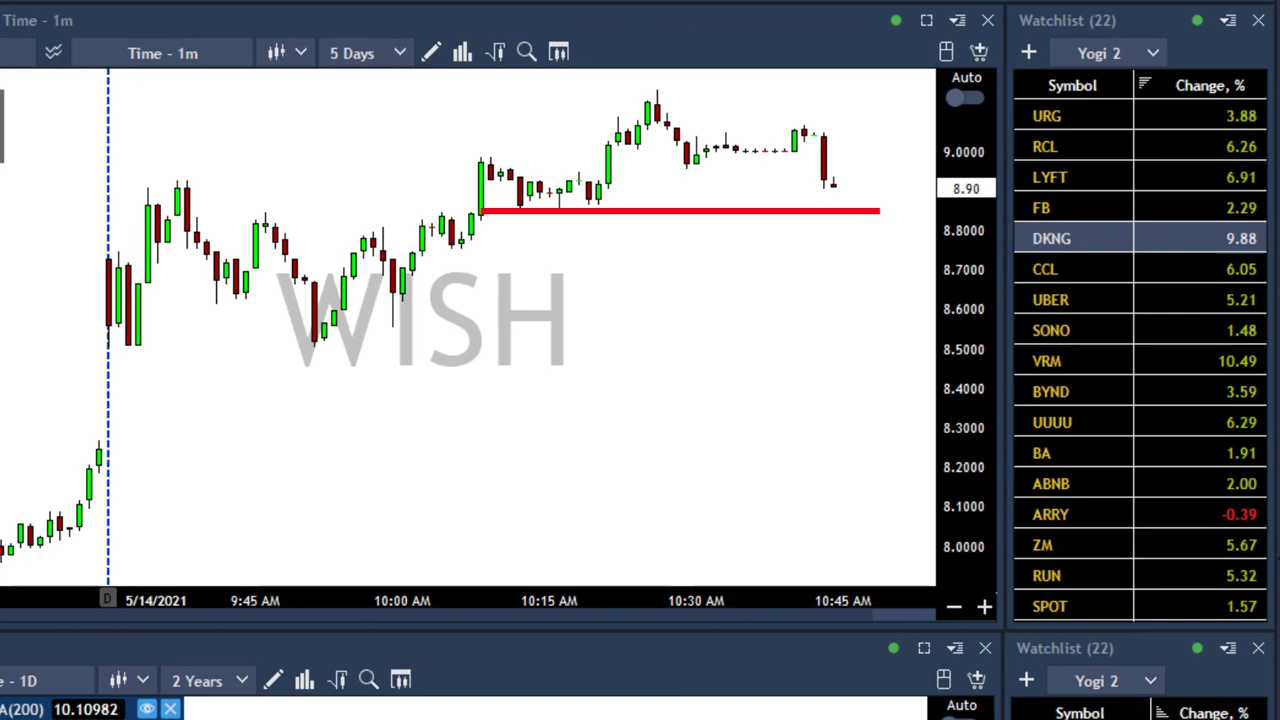 Time - 1m
Time - 1m
5 Days
Auto
9.0000
8.90
8.8000
8.7000
8.6000
8.5000
8.4000
8.3000
8.2000
8.1000
8.0000
WISH
D
5/14/2021
9:45 AM
10:00 AM
10:15 AM
10:30 AM
10:45 AM
Watchlist (22)
Yogi 2
Symbol Change, %
URG 3.88
RCL 6.26
LYFT 6.91
FB 2.29
DKNG 9.88
CCL 6.05
UBER 5.21
SONO 1.48
VRM 10.49
BYND 3.59
UUUU 6.29
BA 1.91
ABNB 2.00
ARRY -0.39
ZM 5.67
RUN 5.32
SPOT 1.57
e - 1D
2 Years
A(200) 10.10982
Auto
Watchlist (22)
Yogi 2
Symbol Change, %